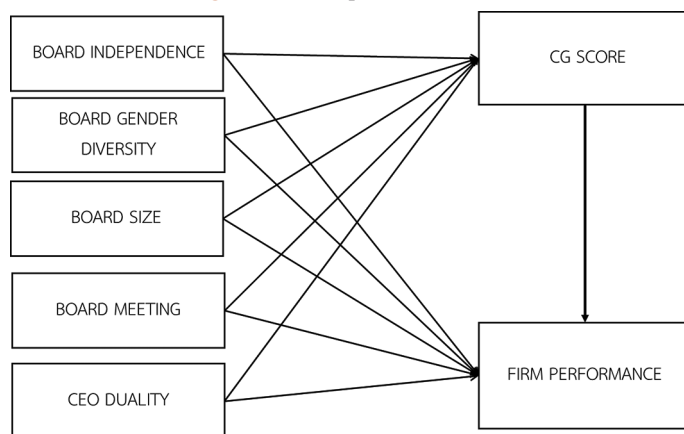 BOARD INDEPENDENCE
BOARD GENDER
DIVERSITY
BOARD SIZE
BOARD MEETING
CEO DUALITY
CG SCORE
FIRM PERFORMANCE